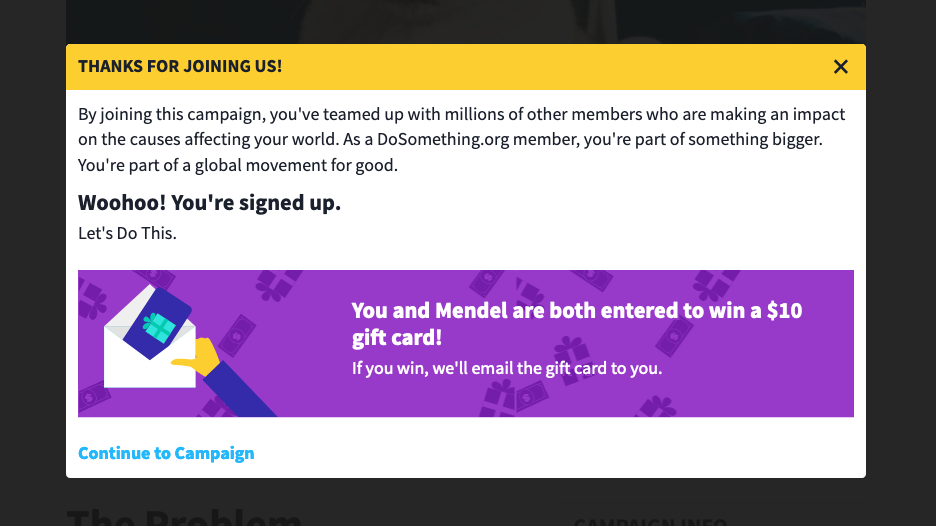 THANKS FOR JOINING US!
By joining this campaign, you've teamed up with millions of other members who are making an impact
on the causes affecting your world. As a DoSomething.org member, you're part of something bigger.
You're part of a global movement for good.
Woohoo! You're signed up.
Let's Do This.
You and Mendel are both entered to win a $10
gift card!
If you win, we'll email the gift card to you.
Continue to Campaign
The Problem
CAMPAIGN INFO